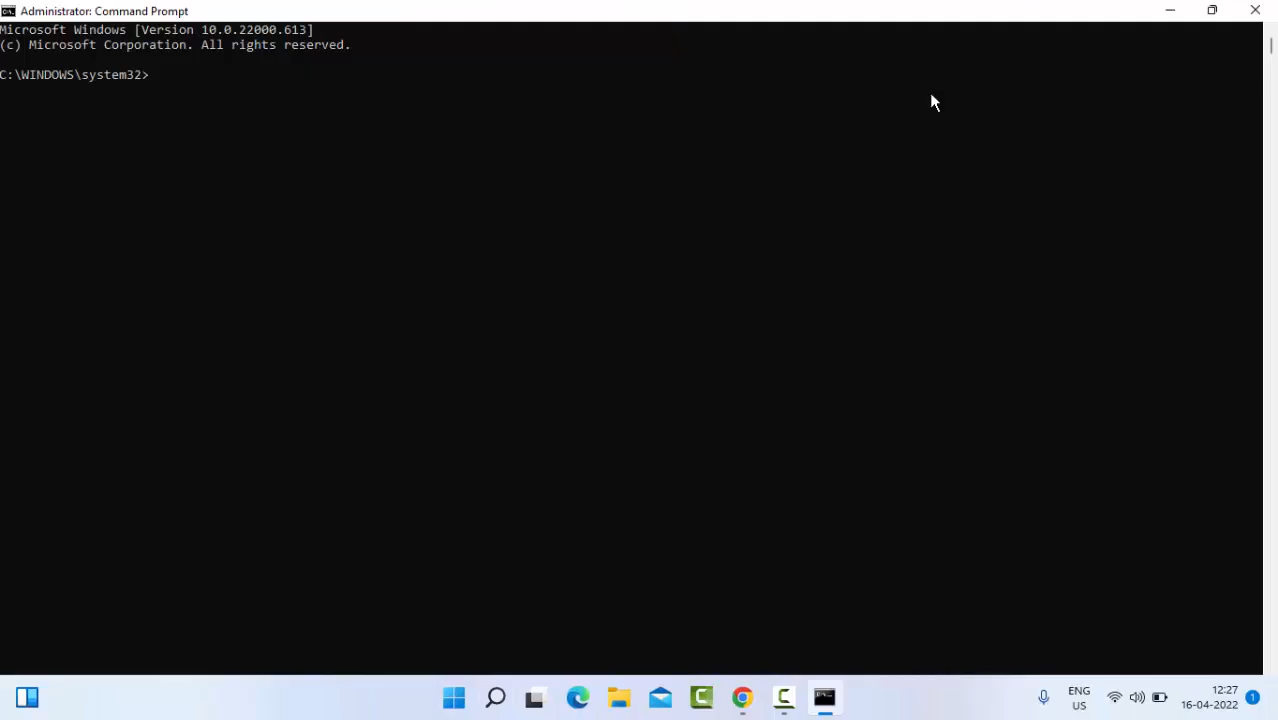 Administrator: Command Prompt
Microsoft Windows [Version 10.0.22000.613]
(c) Microsoft Corporation. All rights reserved.
C:\WINDOWS\system32>
ENG
US
12:27
16-04-2022
1